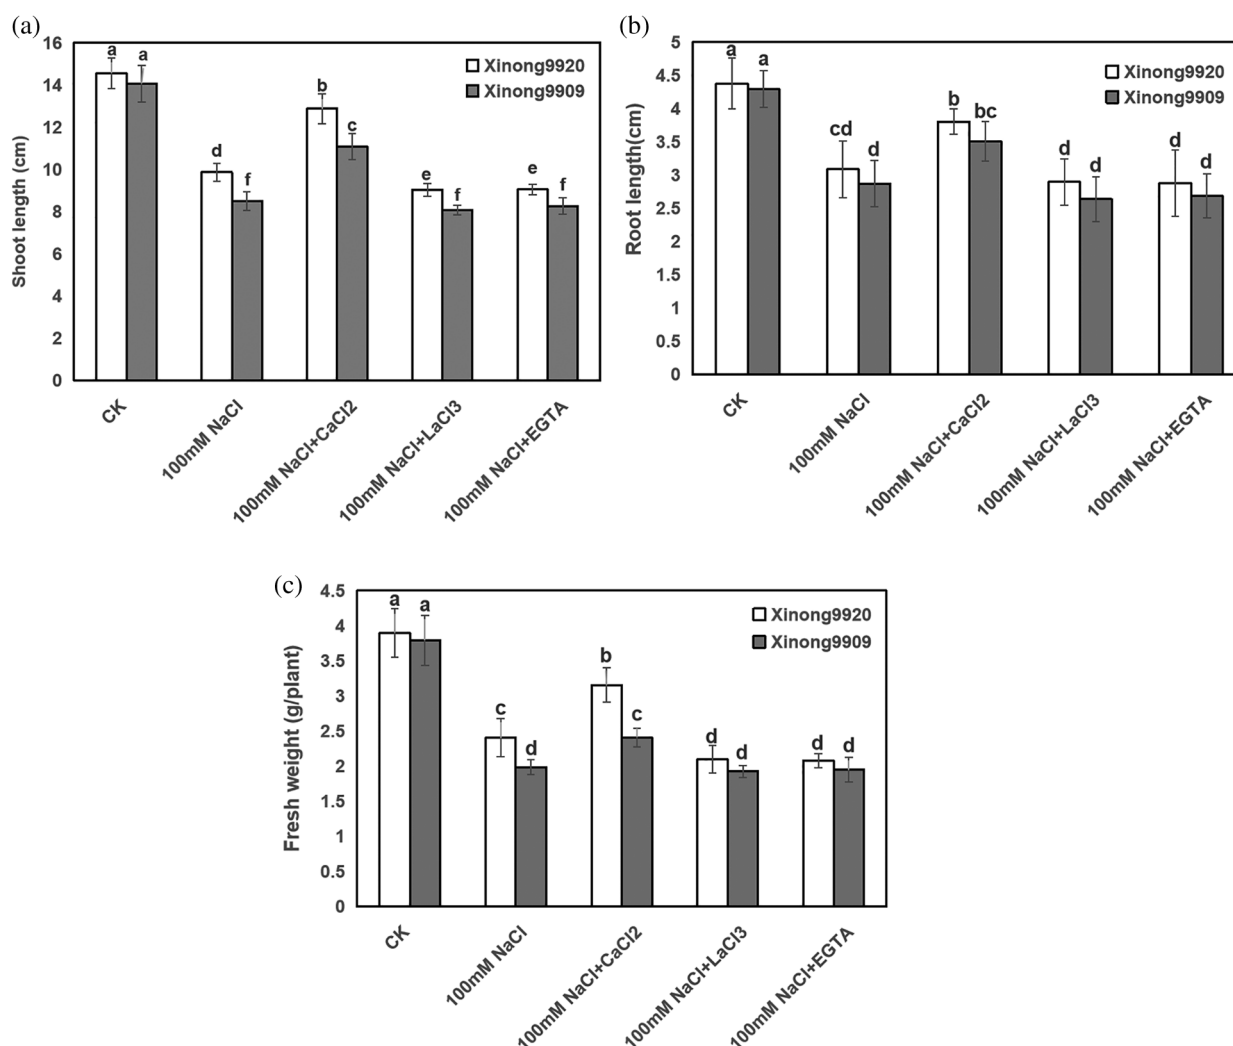 (a)
Shoot length (cm)
16
14
12
10
8
6
4
2
0
a a d f b c e f e f
Xinong9920
Xinong9909
CK
100mM NaCl
100mM NaCl+CaCl2
100mM NaCl+LaCl3
100mM NaCl+EGTA
(b)
Root length(cm)
5
4.5
4
3.5
3
2.5
2
1.5
1
0.5
0
a a cd d b bc d d d d
Xinong9920
Xinong9909
CK
100mM NaCl
100mM NaCl+CaCl2
100mM NaCl+LaCl3
100mM NaCl+EGTA
(c)
Fresh weight (g/plant)
4.5
4
3.5
3
2.5
2
1.5
1
0.5
0
a a c d b c d d d d
Xinong9920
Xinong9909
CK
100mM NaCl
100mM NaCl+CaCl2
100mM NaCl+LaCl3
100mM NaCl+EGTA